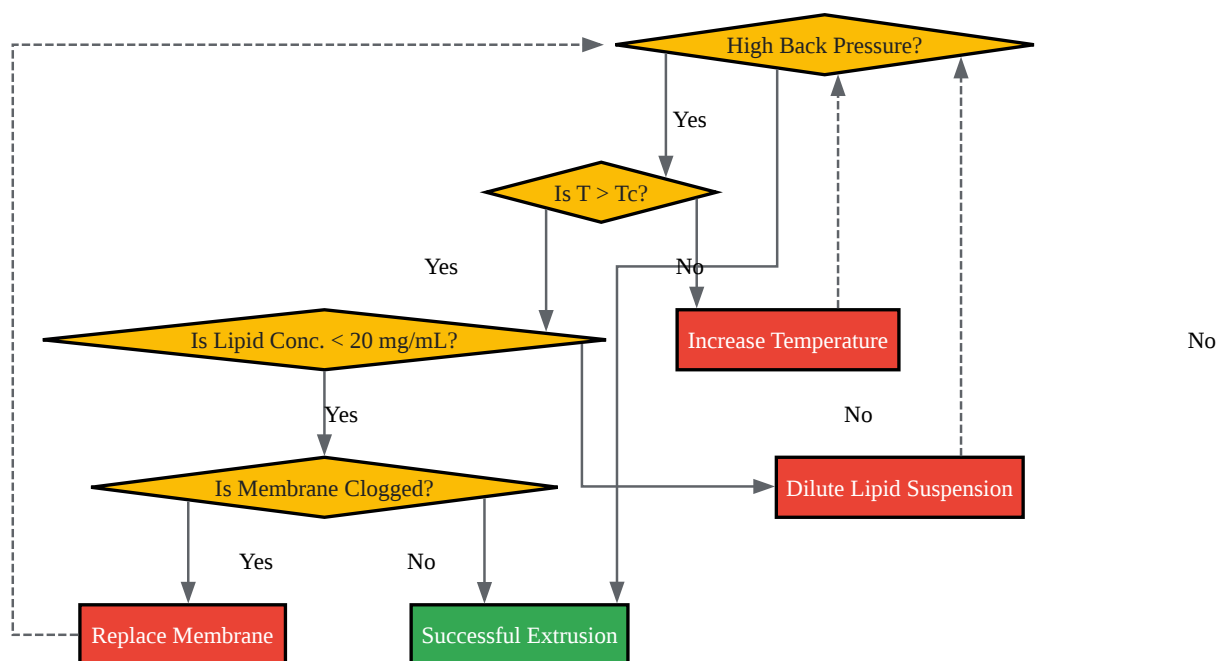 High Back Pressure?
Yes
Is T > Tc?
Yes
No
Is Lipid Conc. < 20 mg/mL?
Increase Temperature
No
Yes
No
Is Membrane Clogged?
Dilute Lipid Suspension
Yes
No
Replace Membrane
Successful Extrusion